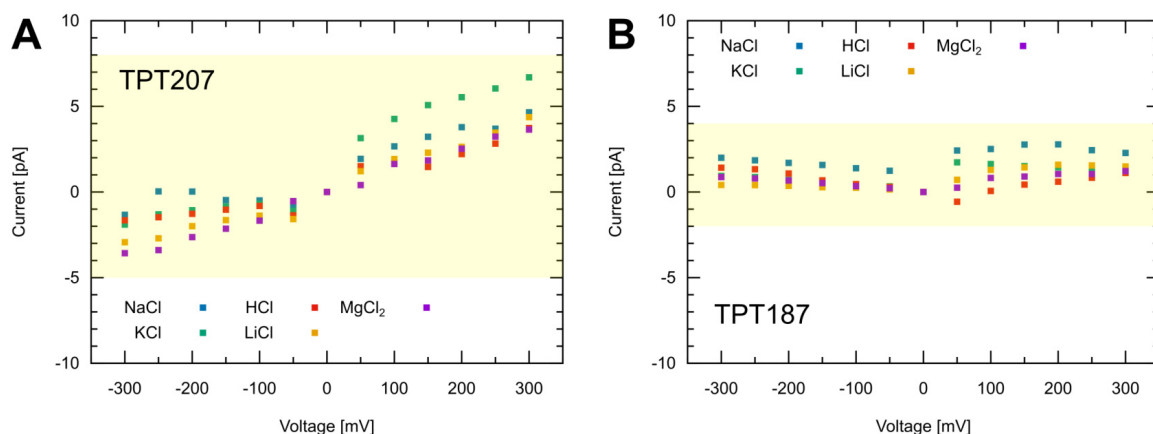 A
Current [pA]
10
5
0
-5
-10
TPT207
NaCl HCl MgCl₂
KCl LiCl
-300 -200 -100 0 100 200 300
Voltage [mV]
B
Current [pA]
10
5
0
-5
-10
NaCl HCl MgCl₂
KCl LiCl
TPT187
-300 -200 -100 0 100 200 300
Voltage [mV]